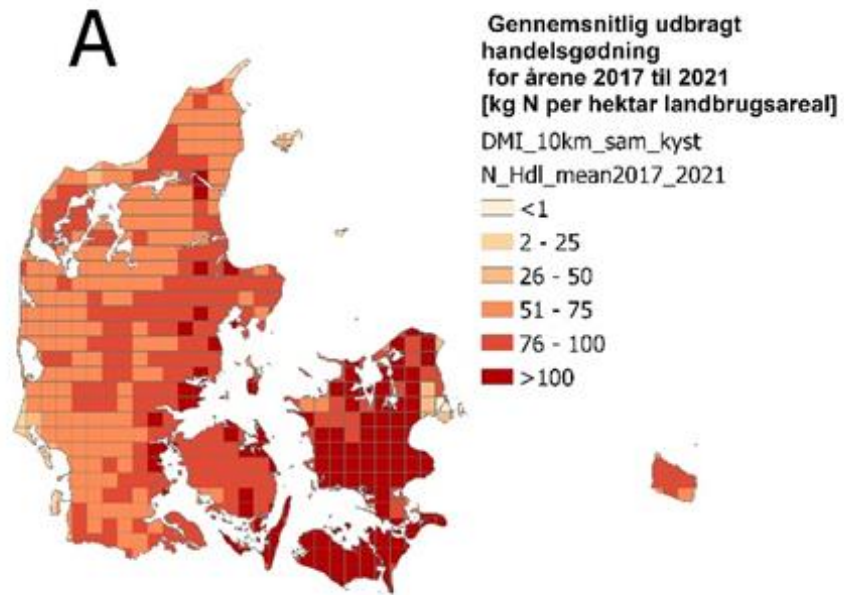 A
Gennemsnitlig udbragt
handelsgødning
for årene 2017 til 2021
[kg N per hektar landbrugsareal]
DMI_10km_sam_kyst
N_Hdl_mean2017_2021
<1
2 - 25
26 - 50
51 - 75
76 - 100
>100